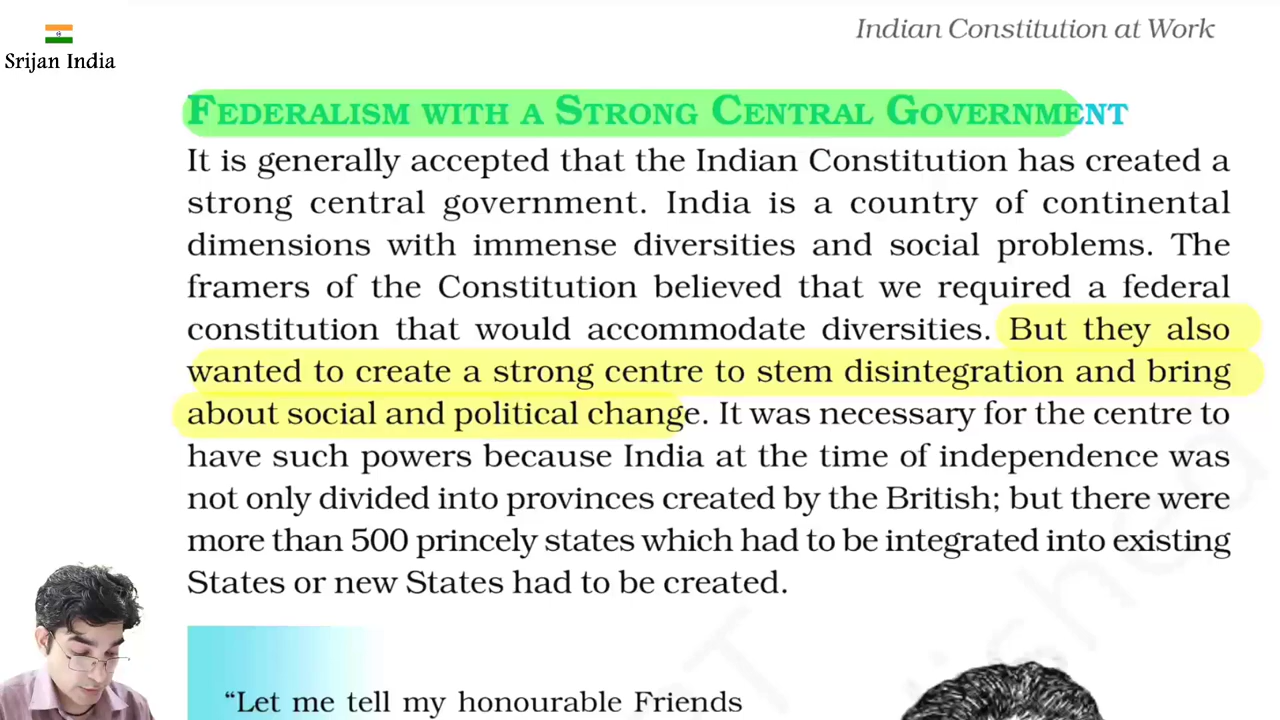 Indian Constitution at Work
Srijan India
FEDERALISM WITH A STRONG CENTRAL GOVERNMENT
It is generally accepted that the Indian Constitution has created a
strong central government. India is a country of continental
dimensions with immense diversities and social problems. The
framers of the Constitution believed that we required a federal
constitution that would accommodate diversities. But they also
wanted to create a strong centre to stem disintegration and bring
about social and political change. It was necessary for the centre to
have such powers because India at the time of independence was
not only divided into provinces created by the British; but there were
more than 500 princely states which had to be integrated into existing
States or new States had to be created.
“Let me tell my honourable Friends